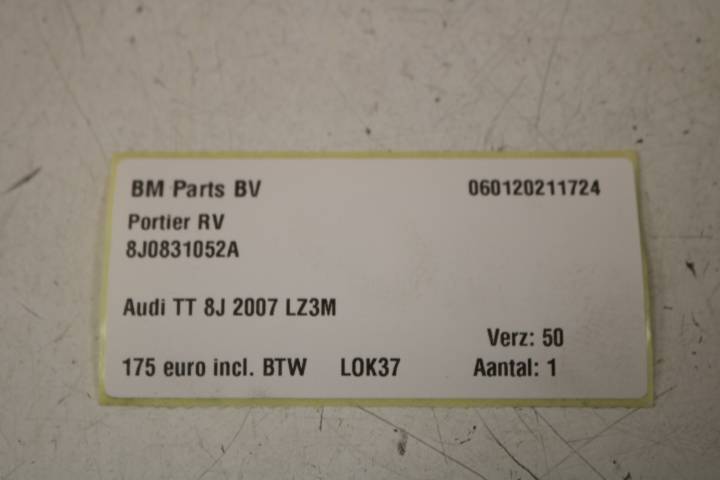 BM Parts BV 060120211724
Portier RV
8J0831052A
Audi TT 8J 2007 LZ3M
Verz: 50
175 euro incl. BTW LOK37 Aantal: 1